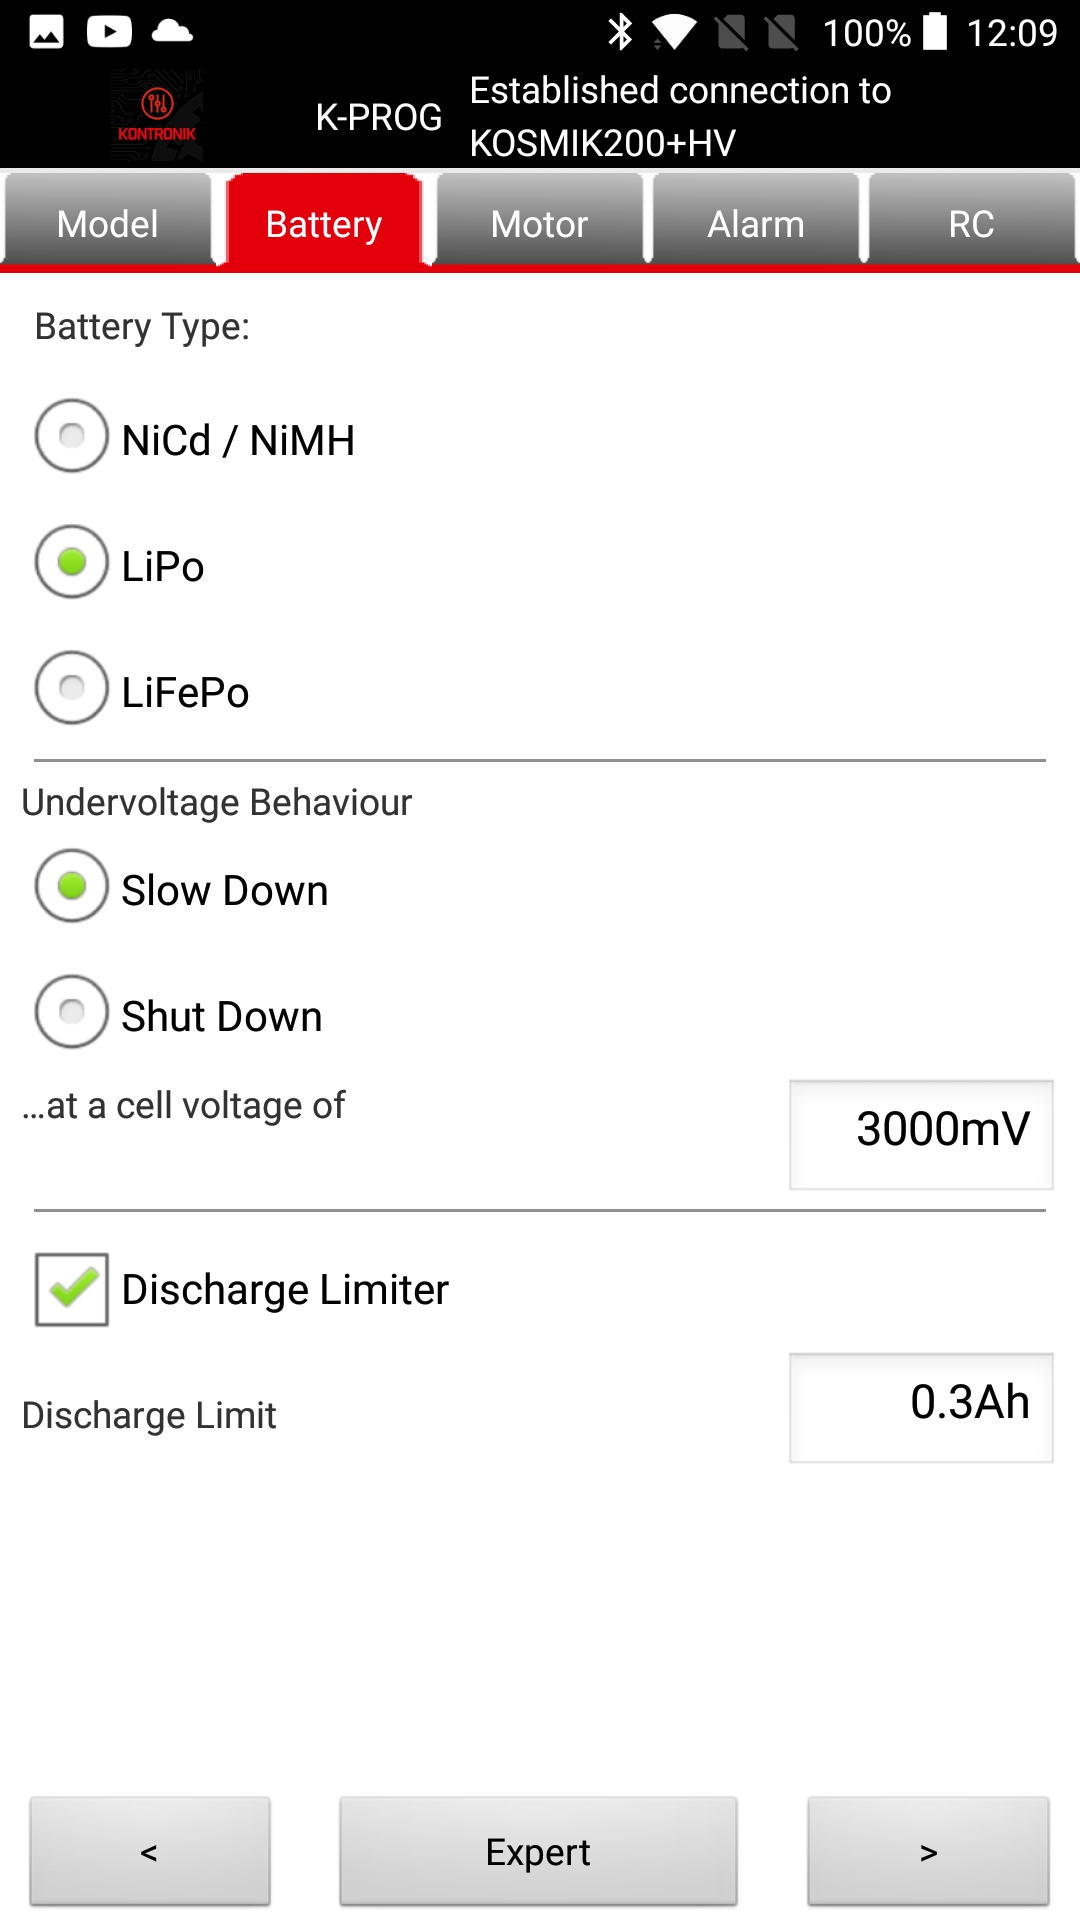 100% 12:09
KONTRONIK
K-PROG
Established connection to
KOSMIK200+HV
Model Battery Motor Alarm RC
Battery Type:
NiCd / NiMH
LiPo
LiFePo
Undervoltage Behaviour
Slow Down
Shut Down
...at a cell voltage of
3000mV
Discharge Limiter
Discharge Limit
0.3Ah
< Expert >